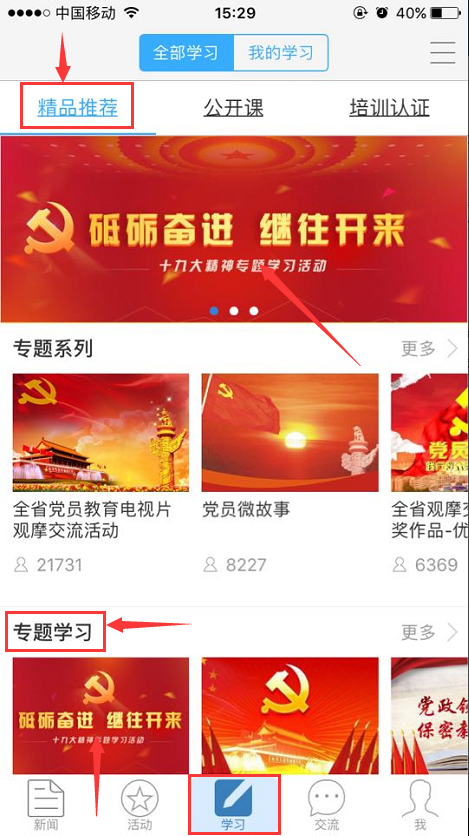 中国移动 15:29 40%
全部学习 我的学习
精品推荐 公开课 培训认证
砥砺奋进 继往开来
十九大精神专题学习活动
专题系列 更多
全省党员教育电视片
观摩交流活动
21731
党员微故事
8227
党员
全省观摩交
奖作品-优
6369
专题学习 更多
砥砺奋进 继往开来
十九大精神专题学习活动
党政领
保密
新闻 活动 学习 交流 我